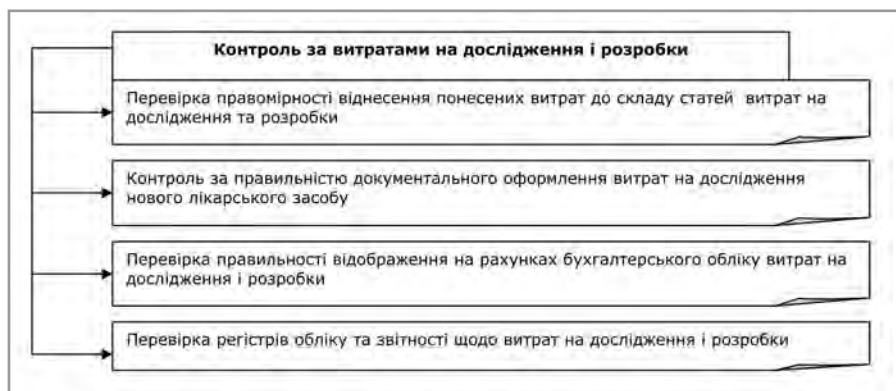 Контроль за витратами на дослідження і розробки
Перевірка правомірності віднесення понесених витрат до складу статей витрат на
дослідження та розробки
Контроль за правильністю документального оформлення витрат на дослідження
нового лікарського засобу
Перевірка правильності відображення на рахунках бухгалтерського обліку витрат на
дослідження і розробки
Перевірка регістрів обліку та звітності щодо витрат на дослідження і розробки